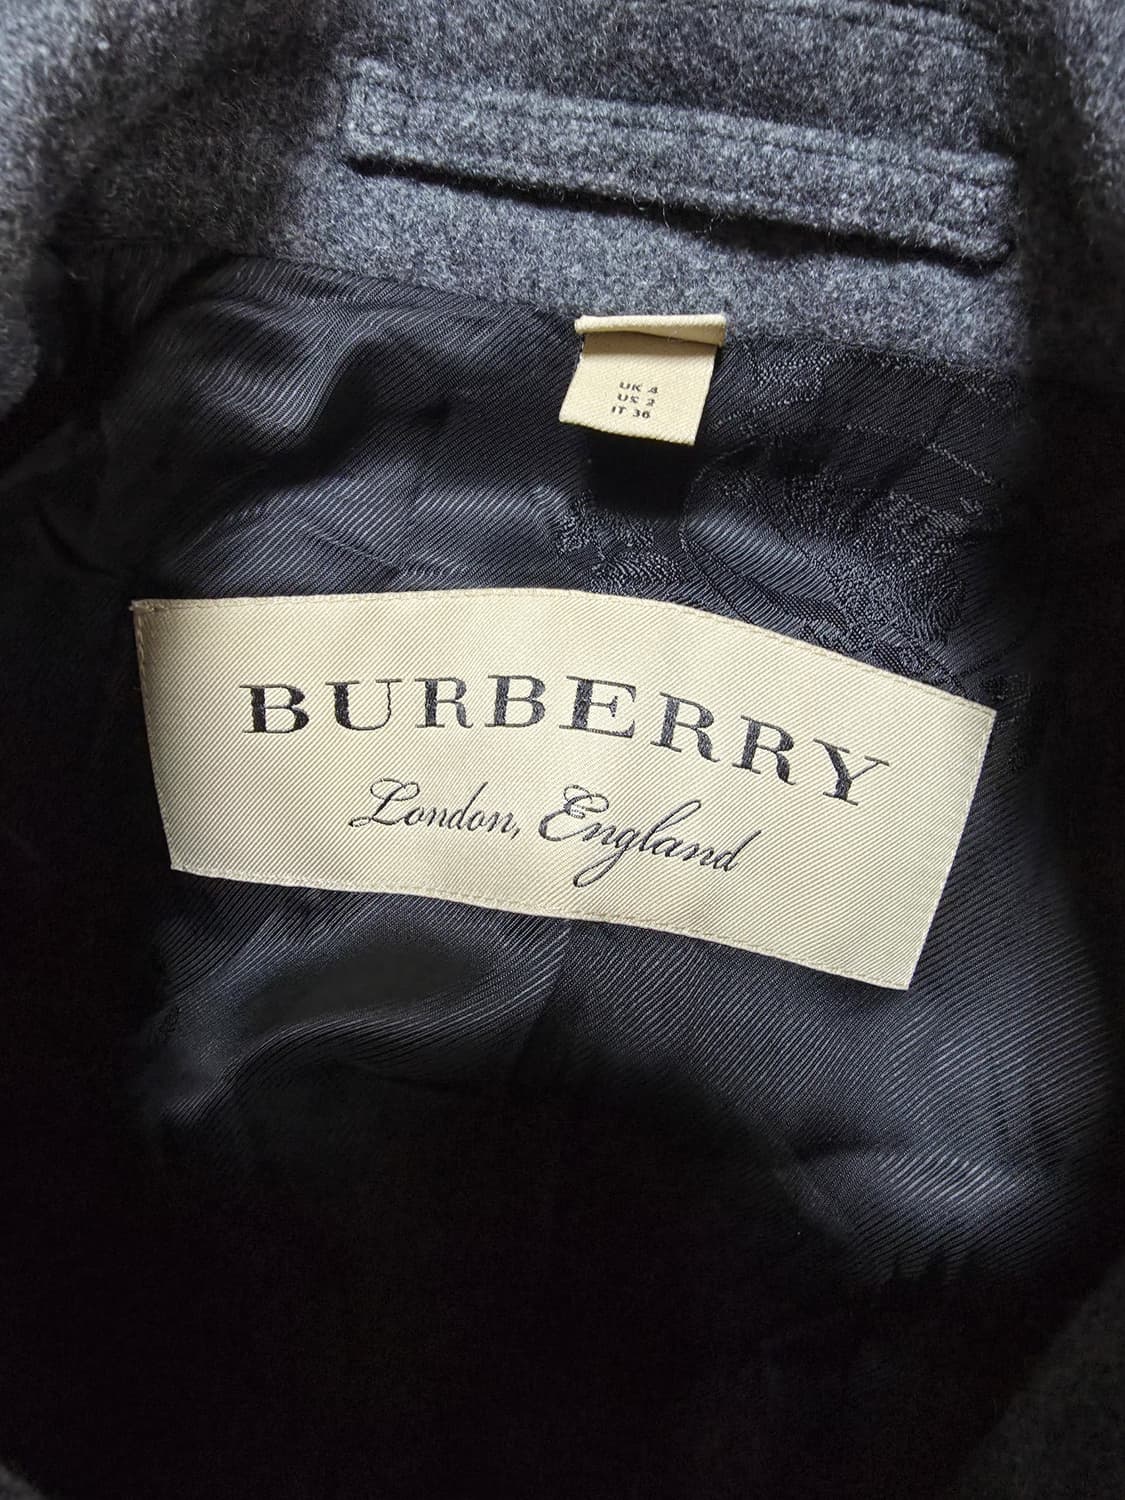 UK 4
US 2
IT 36
BURBERRY
London, England